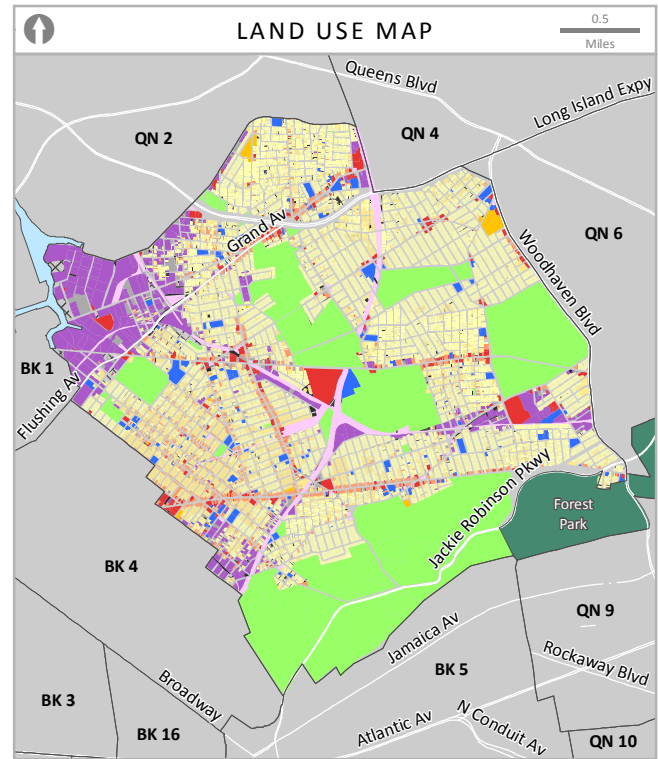 LAND USE MAP
0.5
Miles
Queens Blvd
Long Island Expy
QN 2
QN 4
QN 6
Grand Av
Woodhaven Blvd
BK 1
Flushing Av
Jackie Robinson Pkwy
Forest
Park
BK 4
QN 9
Jamaica Av
Rockaway Blvd
BK 5
Broadway
BK 3
BK 16
Atlantic Av
N Conduit Av
QN 10